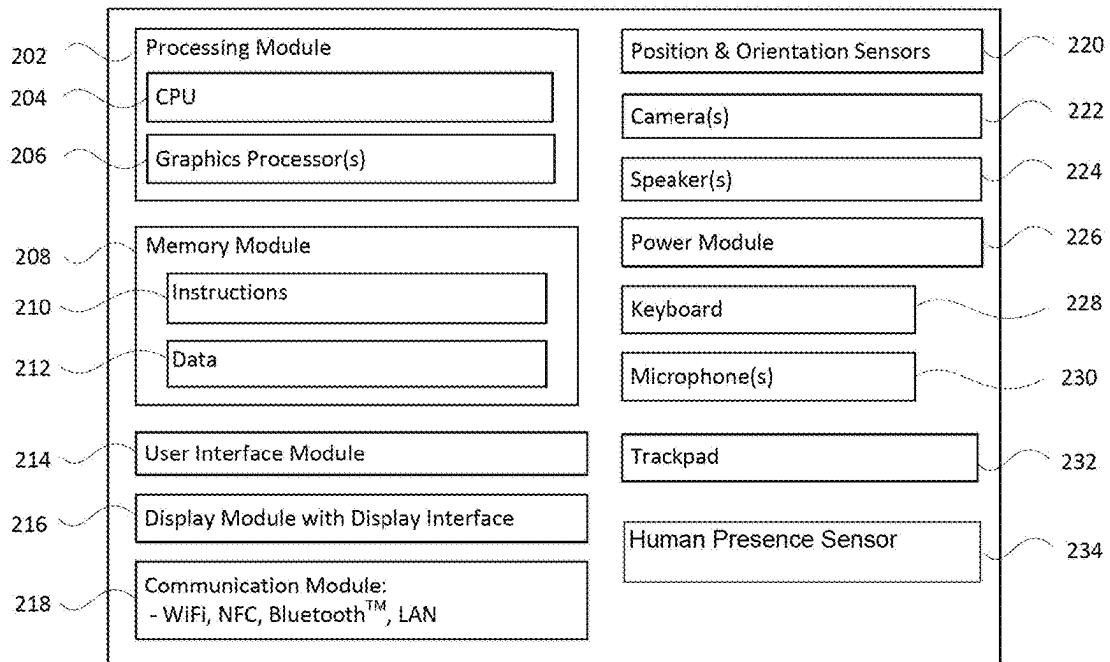 202
Processing Module
204
CPU
206
Graphics Processor(s)
208
Memory Module
210
Instructions
212
Data
214
User Interface Module
216
Display Module with Display Interface
218
Communication Module:
- WiFi, NFC, Bluetooth™, LAN
Position & Orientation Sensors
220
Camera(s)
222
Speaker(s)
224
Power Module
226
Keyboard
228
Microphone(s)
230
Trackpad
232
Human Presence Sensor
234